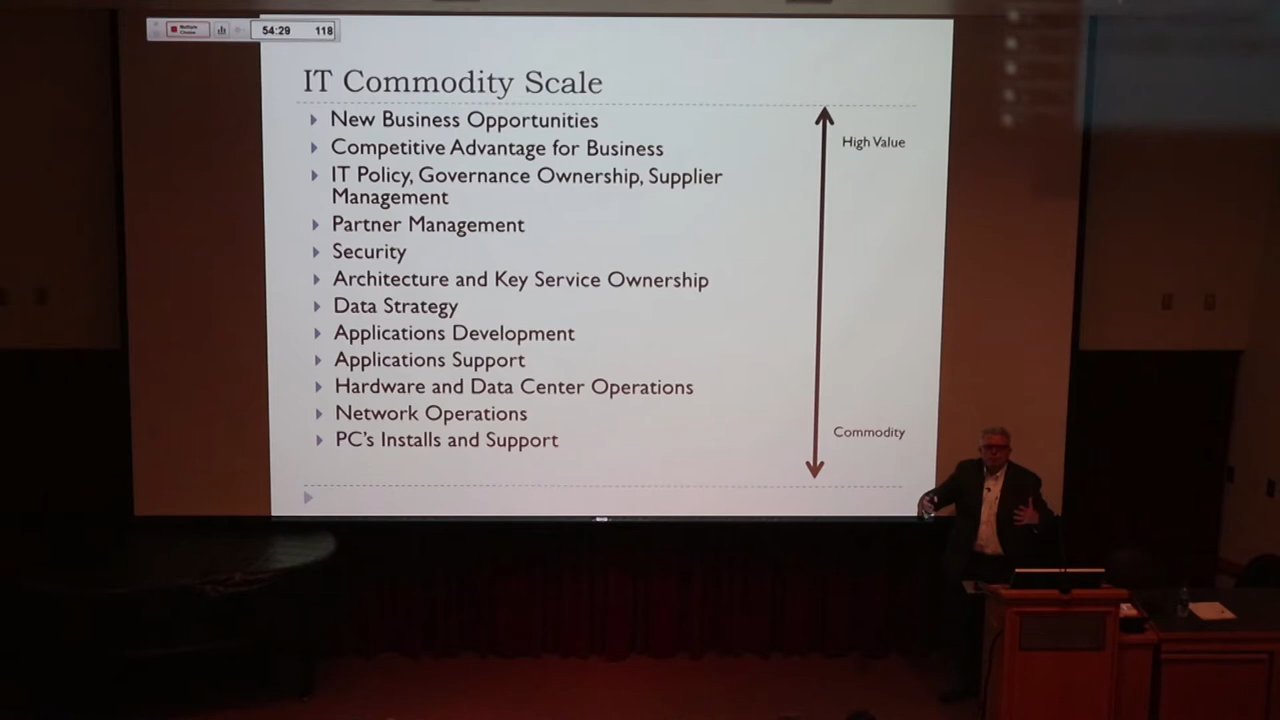 Multiple
Choice
54:29 118
IT Commodity Scale
New Business Opportunities
Competitive Advantage for Business
IT Policy, Governance Ownership, Supplier
Management
Partner Management
Security
Architecture and Key Service Ownership
Data Strategy
Applications Development
Applications Support
Hardware and Data Center Operations
Network Operations
PC's Installs and Support
High Value
Commodity